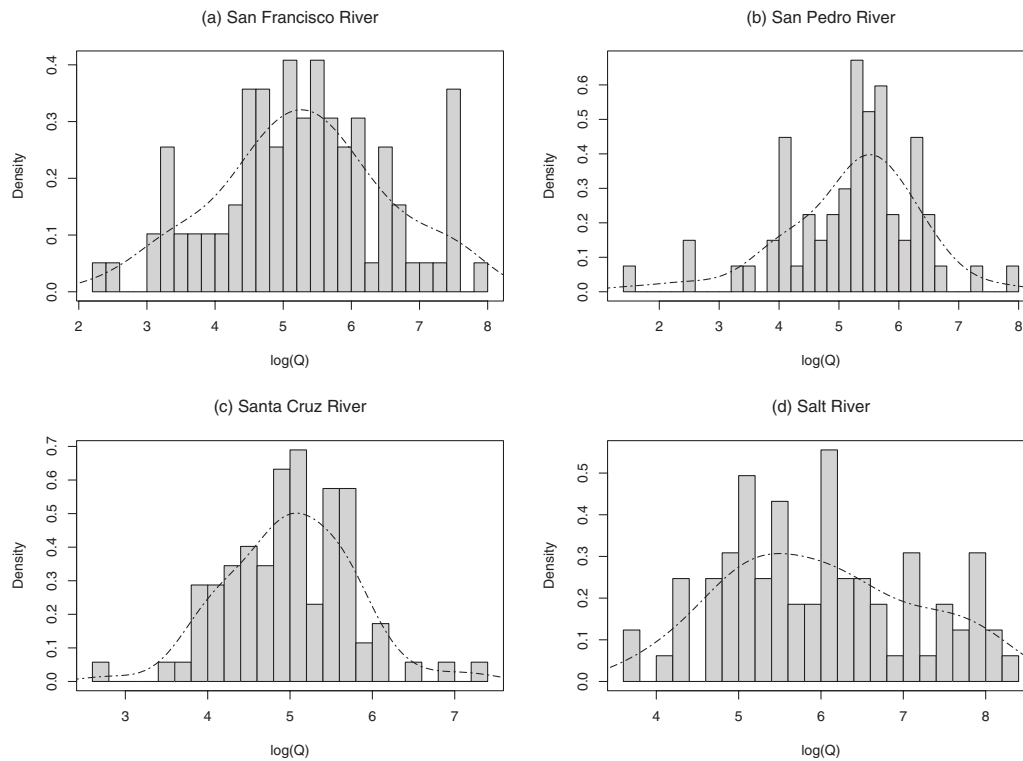 (a) San Francisco River
Density
0.0 0.1 0.2 0.3 0.4
2 3 4 5 6 7 8
log(Q)
(b) San Pedro River
Density
0.0 0.1 0.2 0.3 0.4 0.5 0.6
2 3 4 5 6 7 8
log(Q)
(c) Santa Cruz River
Density
0.0 0.1 0.2 0.3 0.4 0.5 0.6 0.7
3 4 5 6 7
log(Q)
(d) Salt River
Density
0.0 0.1 0.2 0.3 0.4 0.5
4 5 6 7 8
log(Q)